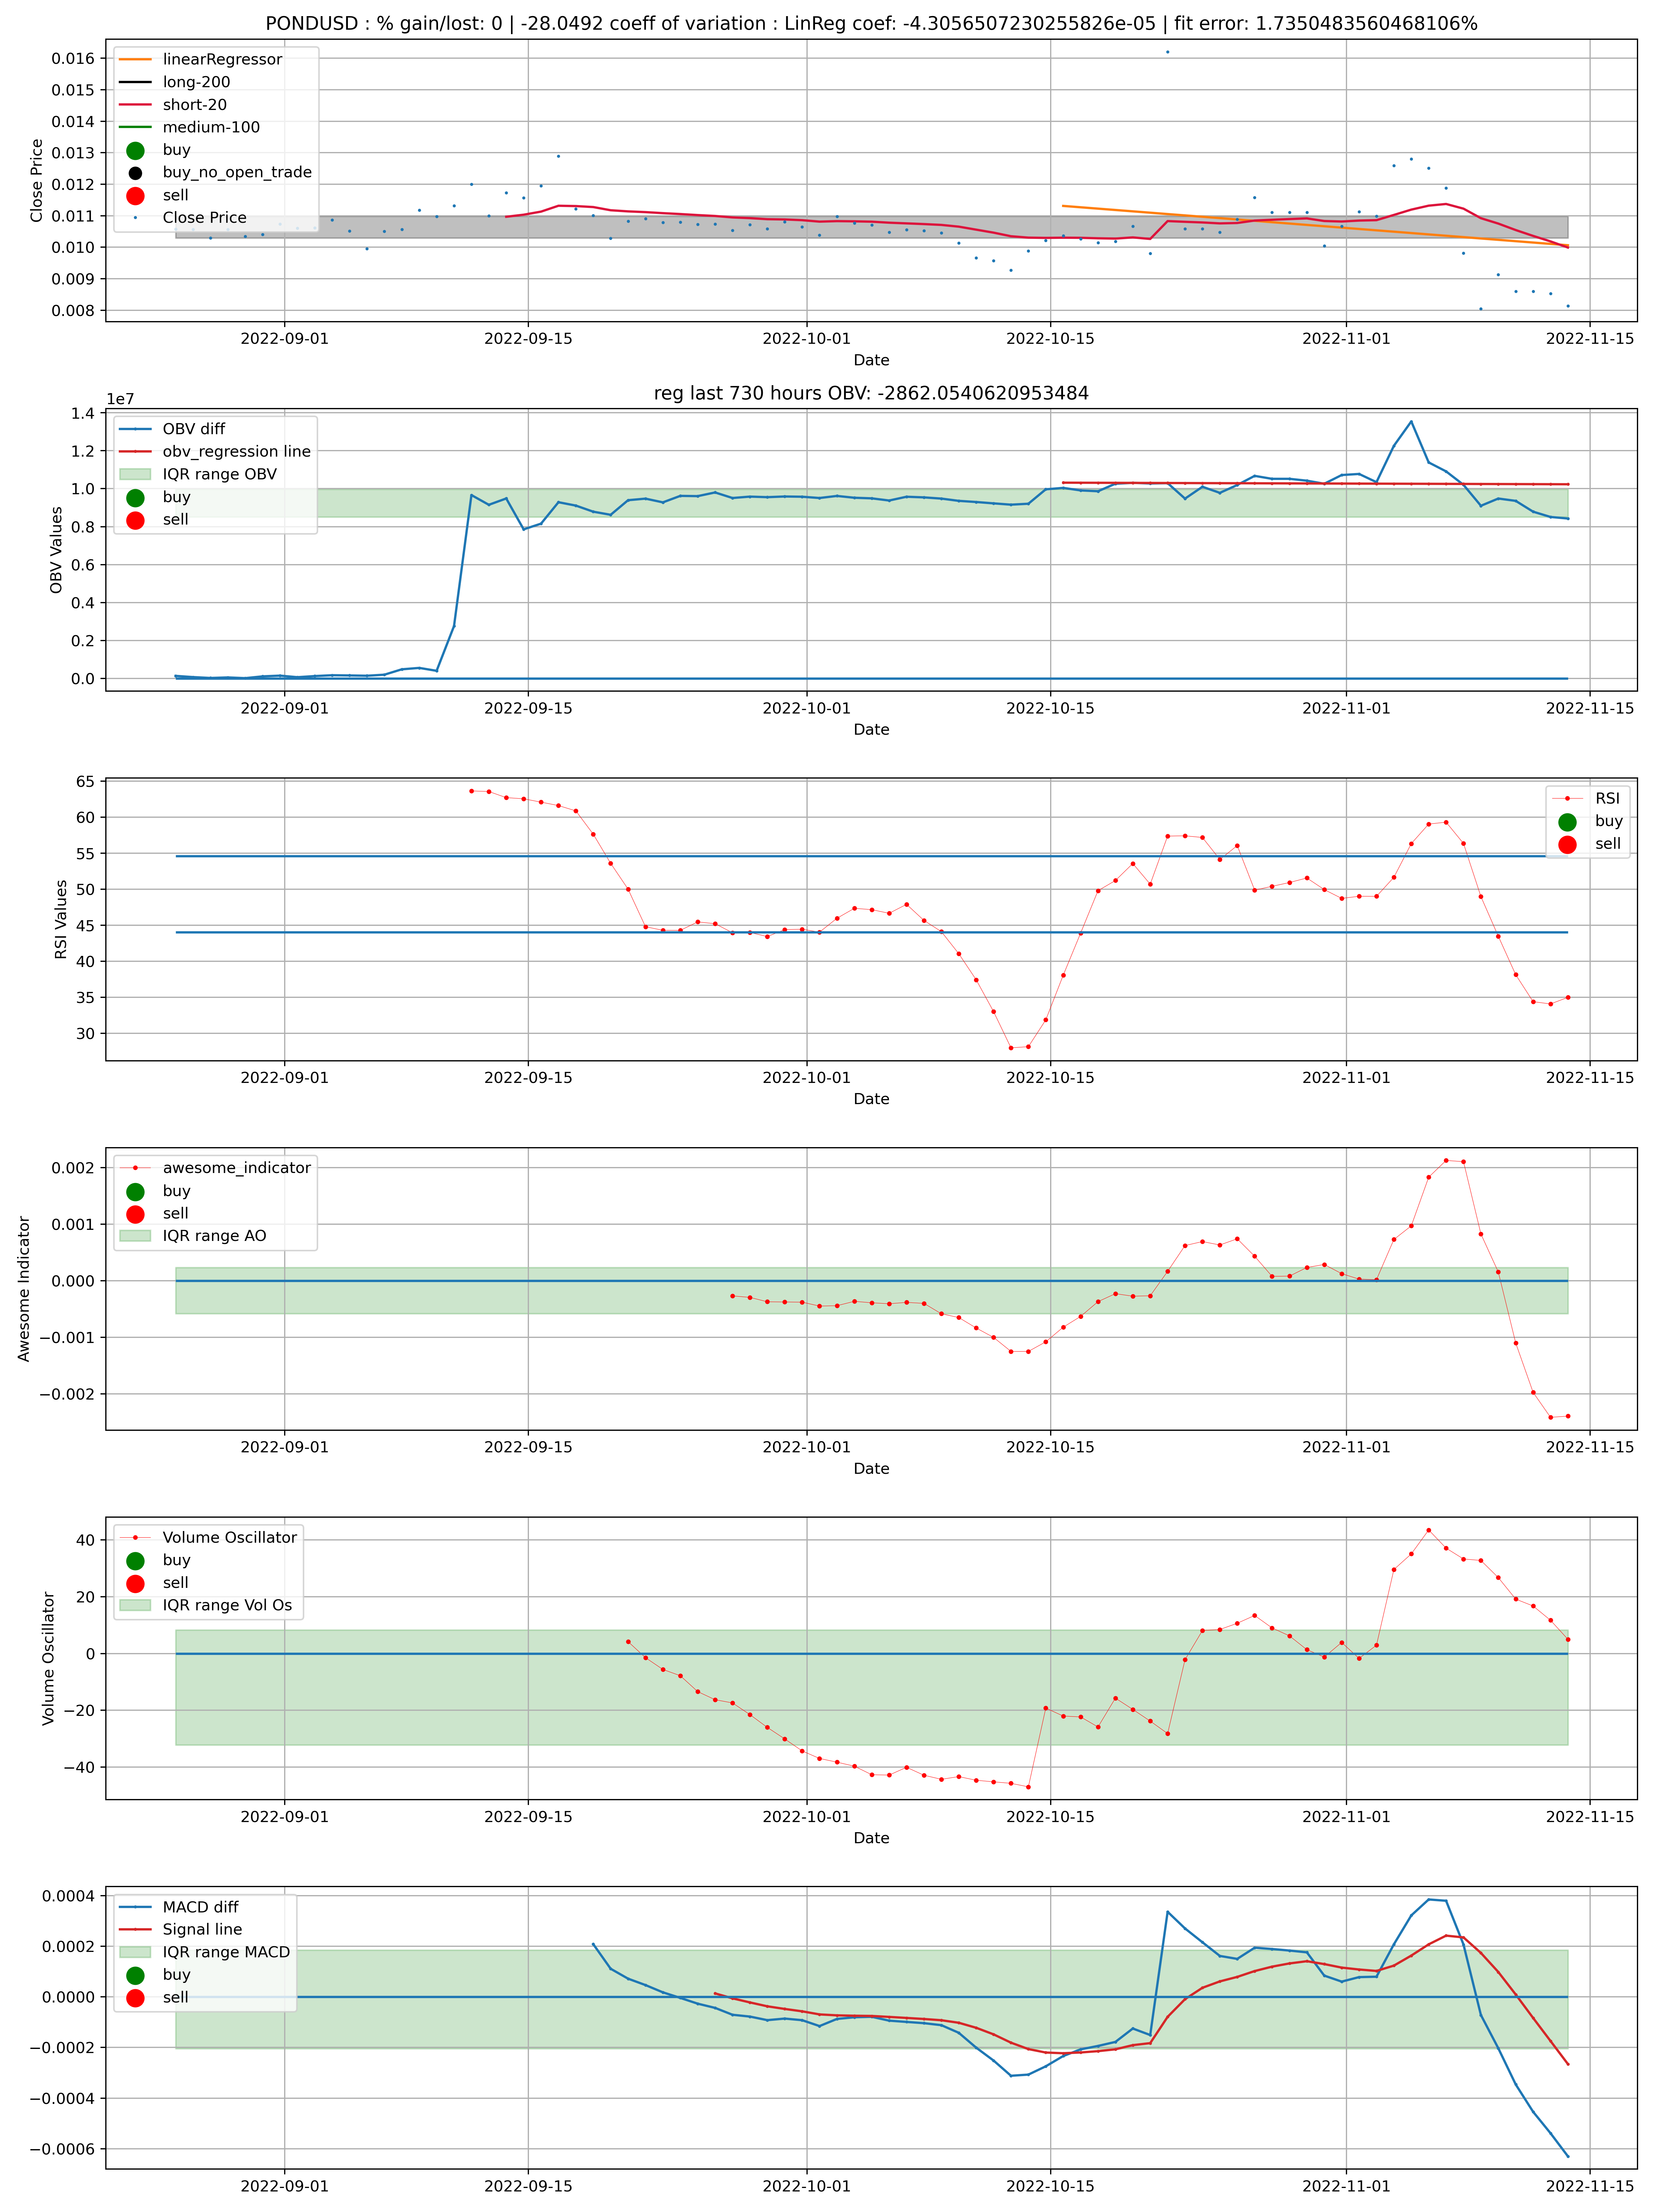 PONDUSD : % gain/lost: 0 | -28.0492 coeff of variation : LinReg coef: -4.3056507230255826e-05 | fit error: 1.7350483560468106%
linearRegressor
long-200
short-20
medium-100
buy
buy_no_open_trade
sell
Close Price
0.016
0.015
0.014
0.013
0.012
0.011
0.010
0.009
0.008
Close Price
2022-09-01 2022-09-15 2022-10-01 2022-10-15 2022-11-01 2022-11-15
Date
reg last 730 hours OBV: -2862.0540620953484
1e7
OBV diff
obv_regression line
IQR range OBV
buy
sell
1.4
1.2
1.0
0.8
0.6
0.4
0.2
0.0
OBV Values
2022-09-01 2022-09-15 2022-10-01 2022-10-15 2022-11-01 2022-11-15
Date
RSI
buy
sell
65
60
55
50
45
40
35
30
RSI Values
2022-09-01 2022-09-15 2022-10-01 2022-10-15 2022-11-01 2022-11-15
Date
awesome_indicator
buy
sell
IQR range AO
0.002
0.001
0.000
−0.001
−0.002
Awesome Indicator
2022-09-01 2022-09-15 2022-10-01 2022-10-15 2022-11-01 2022-11-15
Date
Volume Oscillator
buy
sell
IQR range Vol Os
40
20
0
−20
−40
Volume Oscillator
2022-09-01 2022-09-15 2022-10-01 2022-10-15 2022-11-01 2022-11-15
Date
MACD diff
Signal line
IQR range MACD
buy
sell
0.0004
0.0002
0.0000
−0.0002
−0.0004
−0.0006
2022-09-01 2022-09-15 2022-10-01 2022-10-15 2022-11-01 2022-11-15